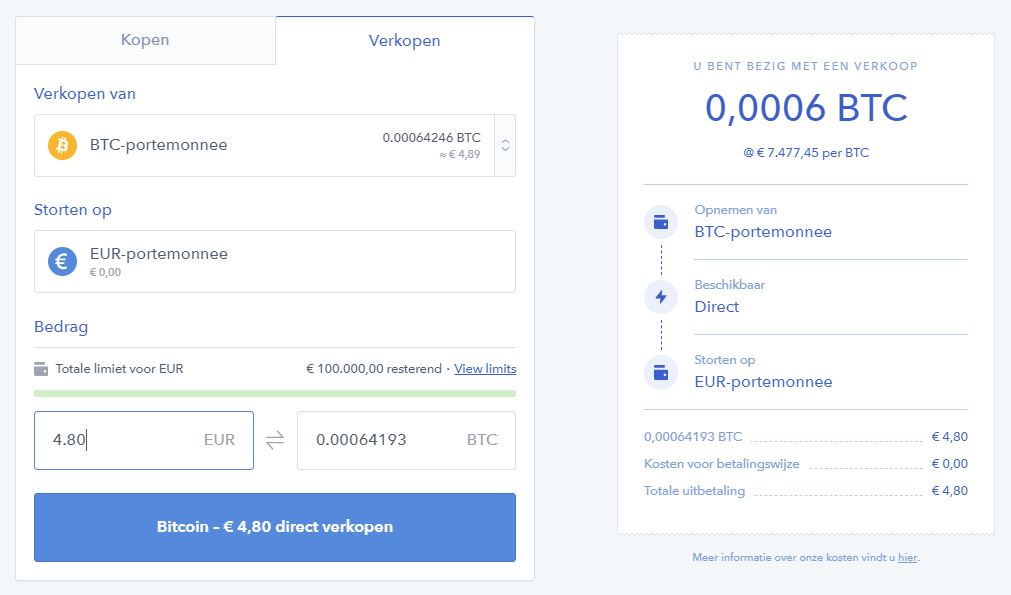 Kopen
Verkopen
Verkopen van
BTC-portemonnee
0.00064246 BTC
≈ € 4,89
Storten op
EUR-portemonnee
€ 0,00
Bedrag
Totale limiet voor EUR
€ 100.000,00 resterend · View limits
4.80 EUR
0.00064193 BTC
Bitcoin – € 4,80 direct verkopen
U BENT BEZIG MET EEN VERKOOP
0,0006 BTC
@ € 7.477,45 per BTC
Opnemen van
BTC-portemonnee
Beschikbaar
Direct
Storten op
EUR-portemonnee
0,00064193 BTC € 4,80
Kosten voor betalingswijze € 0,00
Totale uitbetaling € 4,80
Meer informatie over onze kosten vindt u hier.